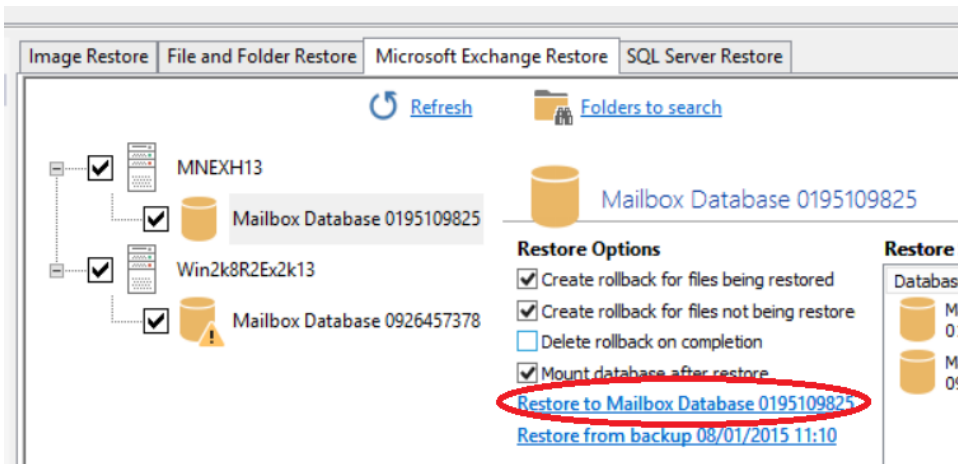 Image Restore
File and Folder Restore
Microsoft Exchange Restore
SQL Server Restore
Refresh
Folders to search
MNEXH13
Mailbox Database 0195109825
Win2k8R2Ex2k13
Mailbox Database 0926457378
Mailbox Database 0195109825
Restore Options
Create rollback for files being restored
Create rollback for files not being restore
Delete rollback on completion
Mount database after restore
Restore to Mailbox Database 0195109825
Restore from backup 08/01/2015 11:10
Restore
Databas
M
M
09